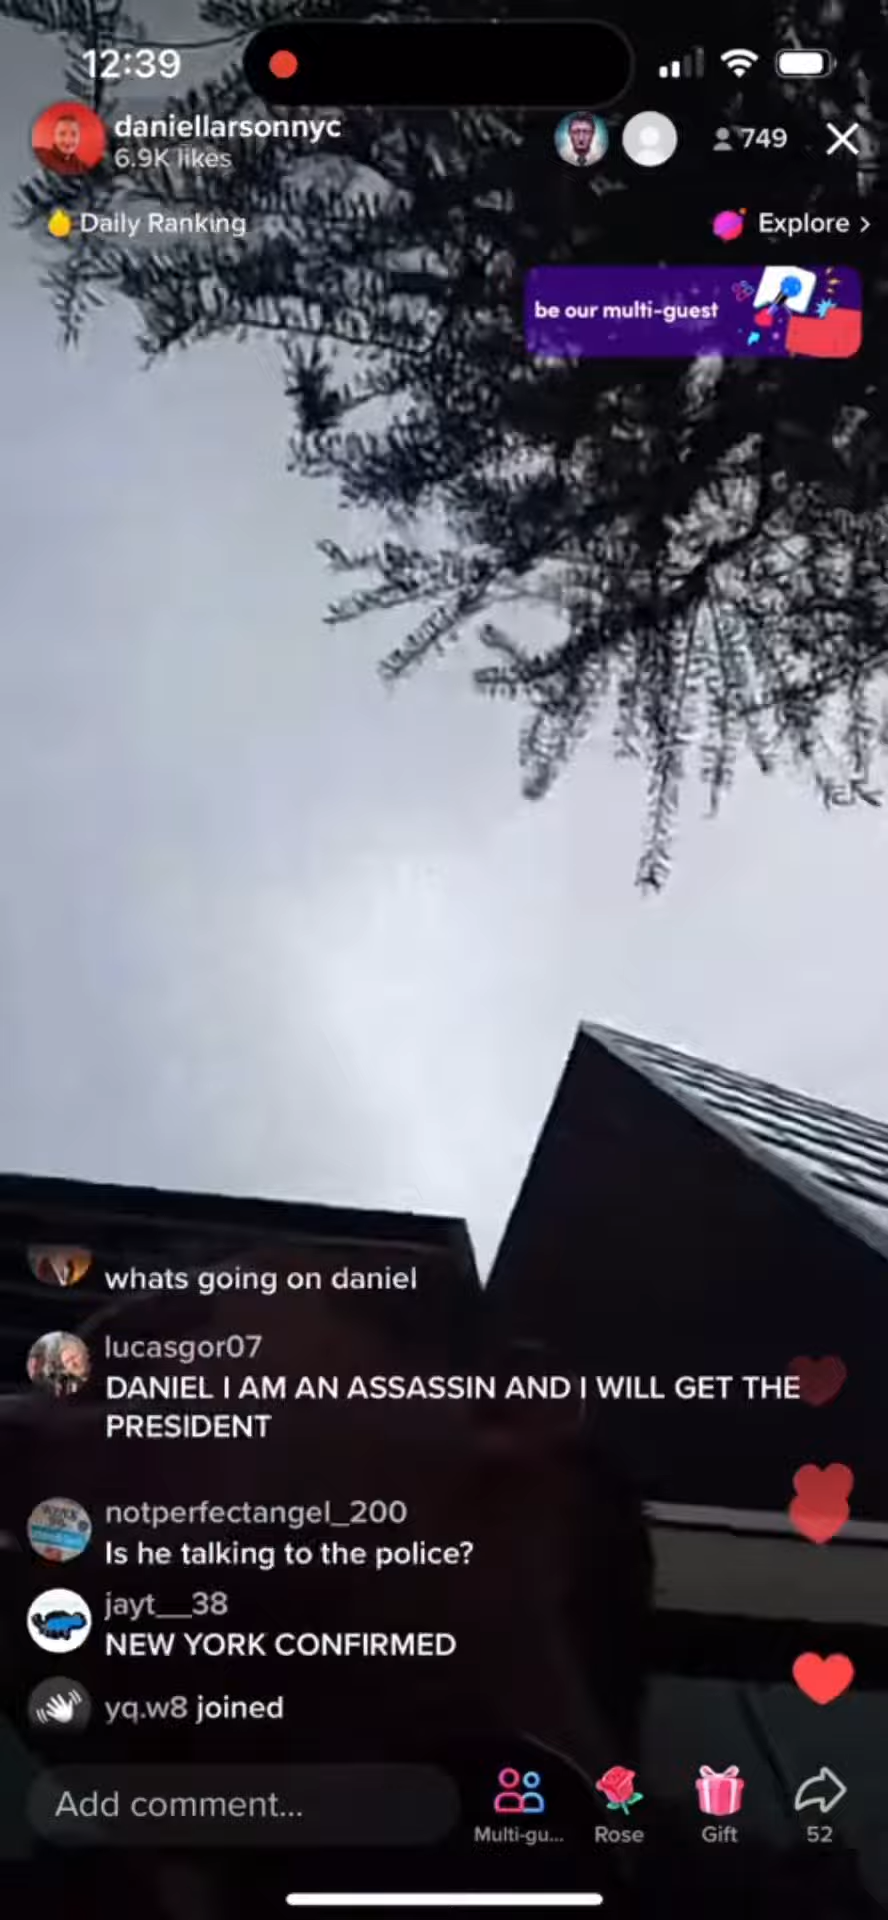 12:39
daniellarsonnyc
6.9K likes
749
Daily Ranking
Explore >
be our multi-guest
whats going on daniel
lucasgor07
DANIEL I AM AN ASSASSIN AND I WILL GET THE
PRESIDENT
notperfectangel_200
Is he talking to the police?
jayt__38
NEW YORK CONFIRMED
yq.w8 joined
Add comment...
Multi-gu...
Rose
Gift
52